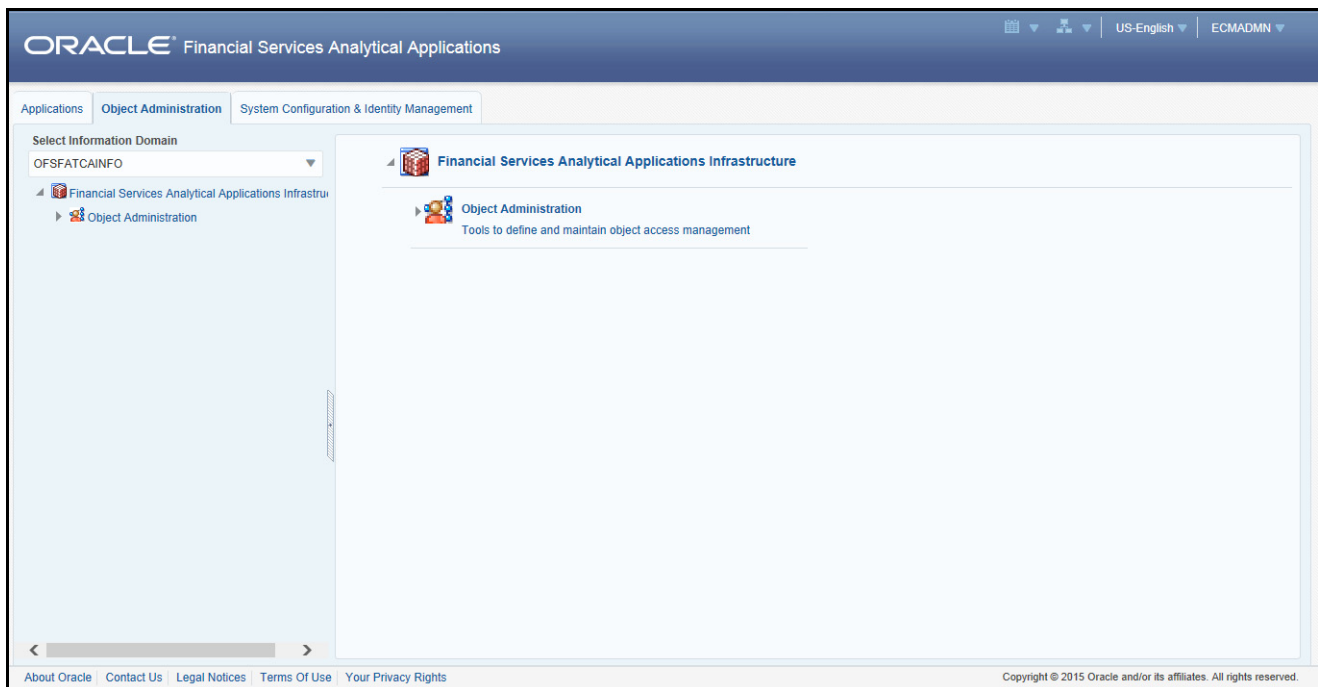 ORACLE® Financial Services Analytical Applications
US-English
ECMADMN
Applications
Object Administration
System Configuration & Identity Management
Select Information Domain
OFSFATCAINFO
Financial Services Analytical Applications Infrastru
Object Administration
Financial Services Analytical Applications Infrastructure
Object Administration
Tools to define and maintain object access management
About Oracle
Contact Us
Legal Notices
Terms Of Use
Your Privacy Rights
Copyright © 2015 Oracle and/or its affiliates. All rights reserved.